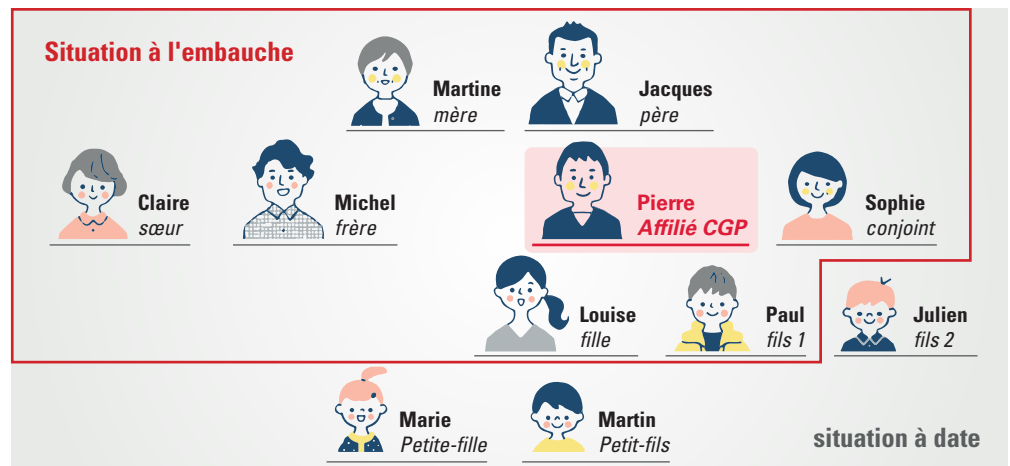 Situation à l'embauche
Martine
mère
Jacques
père
Claire
sœur
Michel
frère
Pierre
Affilié CGP
Sophie
conjoint
Louise
fille
Paul
fils 1
Julien
fils 2
Marie
Petite-fille
Martin
Petit-fils
situation à date